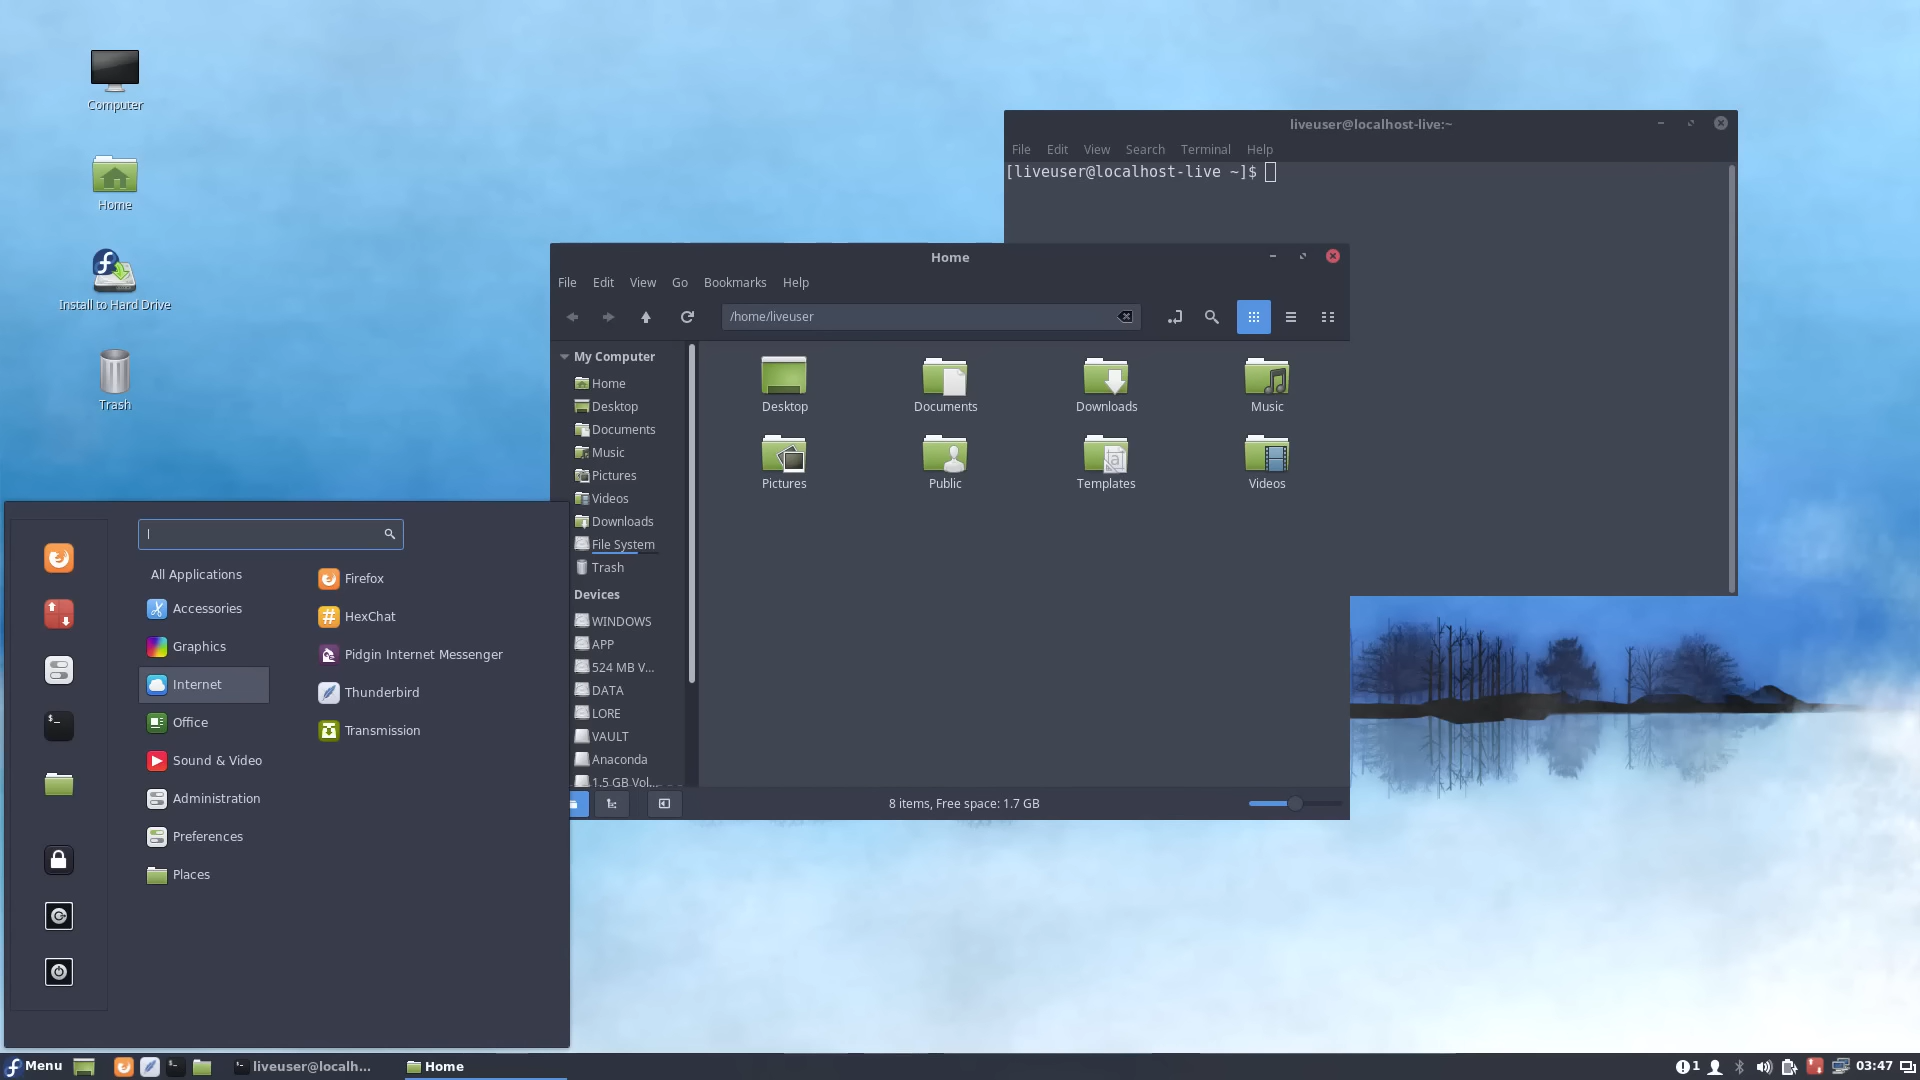 Computer
Home
Install to Hard Drive
Trash
liveuser@localhost-live:~
File Edit View Search Terminal Help
[liveuser@localhost-live ~]$
Home
File Edit View Go Bookmarks Help
/home/liveuser
My Computer
Home
Desktop
Documents
Music
Pictures
Videos
Downloads
File System
Trash
Devices
WINDOWS
APP
524 MB V...
DATA
LORE
VAULT
Anaconda
1.5 GB Vol...
Desktop Documents Downloads Music
Pictures Public Templates Videos
8 items, Free space: 1.7 GB
All Applications
Accessories
Graphics
Internet
Office
Sound & Video
Administration
Preferences
Places
Firefox
HexChat
Pidgin Internet Messenger
Thunderbird
Transmission
Menu liveuser@localh... Home 1 03:47